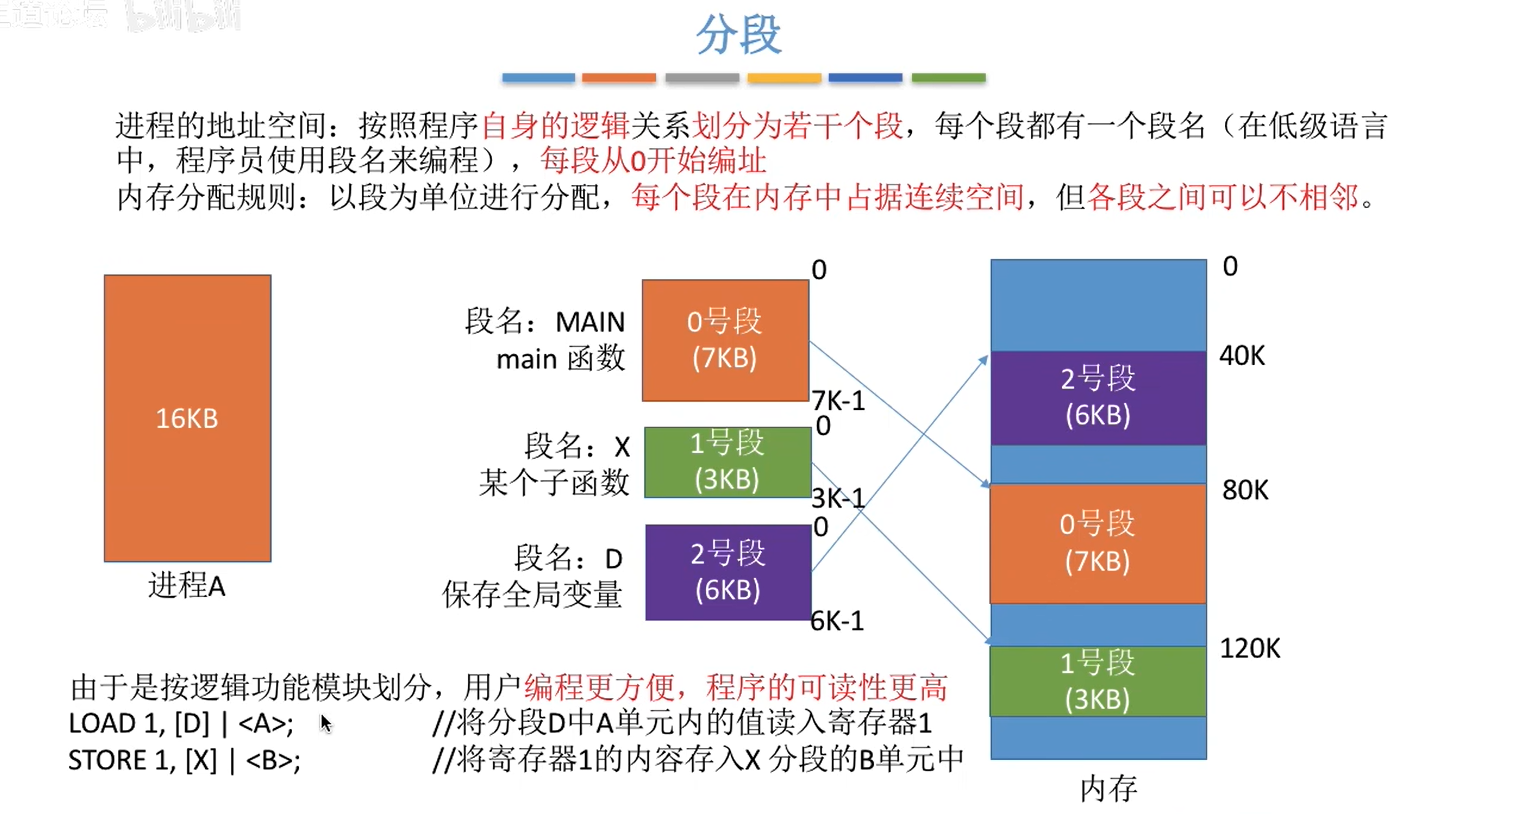 bilibili
分段
进程的地址空间：按照程序自身的逻辑关系划分为若干个段，每个段都有一个段名（在低级语言
中，程序员使用段名来编程），每段从0开始编址
内存分配规则：以段为单位进行分配，每个段在内存中占据连续空间，但各段之间可以不相邻。
16KB
进程A
段名：MAIN
main 函数
0号段
(7KB)
0
7K-1
段名：X
某个子函数
1号段
(3KB)
0
3K-1
段名：D
保存全局变量
2号段
(6KB)
0
6K-1
0
40K
2号段
(6KB)
80K
0号段
(7KB)
120K
1号段
(3KB)
内存
由于是按逻辑功能模块划分，用户编程更方便，程序的可读性更高
LOAD 1, [D] | <A>; //将分段D中A单元内的值读入寄存器1
STORE 1, [X] | <B>; //将寄存器1的内容存入X 分段的B单元中